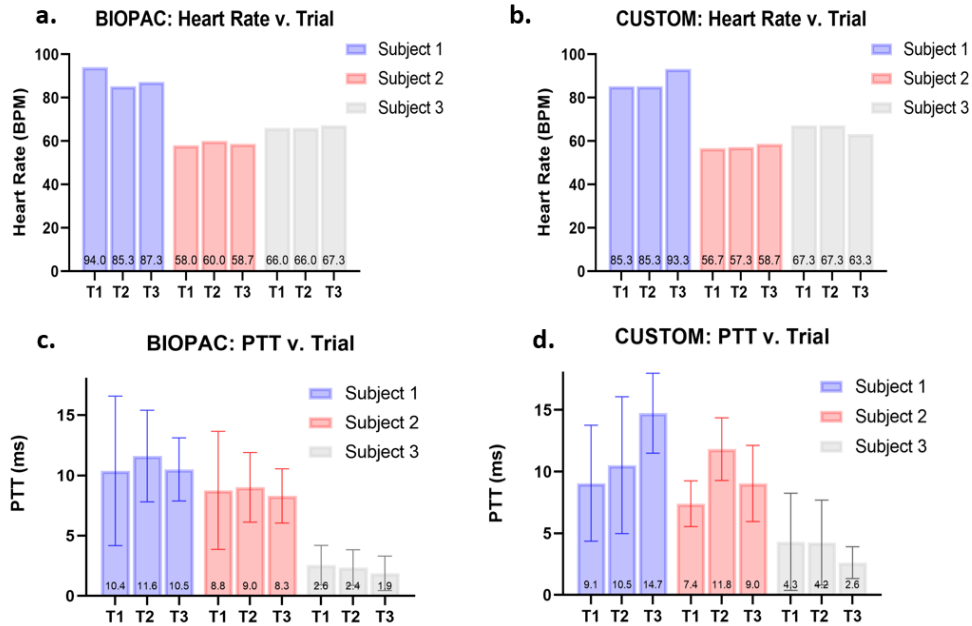 a.
BIOPAC: Heart Rate v. Trial
Heart Rate (BPM)
100
80
60
40
20
0
Subject 1
Subject 2
Subject 3
94.0 85.3 87.3 58.0 60.0 58.7 66.0 66.0 67.3
T1 T2 T3 T1 T2 T3 T1 T2 T3
b.
CUSTOM: Heart Rate v. Trial
Heart Rate (BPM)
100
80
60
40
20
0
Subject 1
Subject 2
Subject 3
85.3 85.3 93.3 56.7 57.3 58.7 67.3 67.3 63.3
T1 T2 T3 T1 T2 T3 T1 T2 T3
c.
BIOPAC: PTT v. Trial
PTT (ms)
15
10
5
0
Subject 1
Subject 2
Subject 3
10.4 11.6 10.5 8.8 9.0 8.3 2.6 2.4 1.9
T1 T2 T3 T1 T2 T3 T1 T2 T3
d.
CUSTOM: PTT v. Trial
PTT (ms)
15
10
5
0
Subject 1
Subject 2
Subject 3
9.1 10.5 14.7 7.4 11.8 9.0 4.3 4.2 2.6
T1 T2 T3 T1 T2 T3 T1 T2 T3